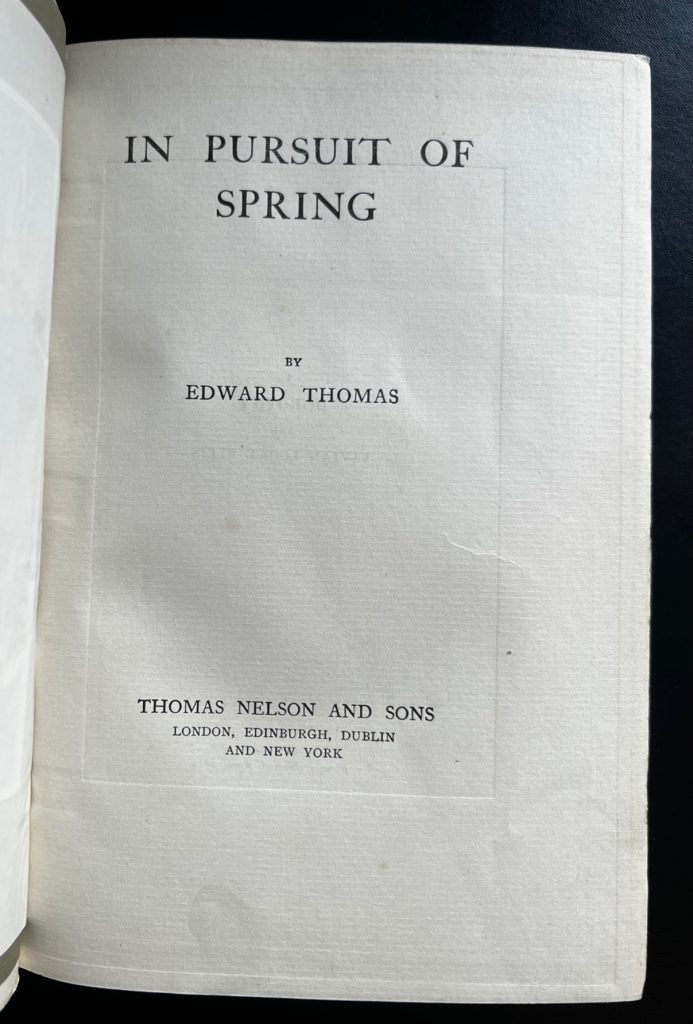 IN PURSUIT OF
SPRING
BY
EDWARD THOMAS
THOMAS NELSON AND SONS
LONDON, EDINBURGH, DUBLIN
AND NEW YORK